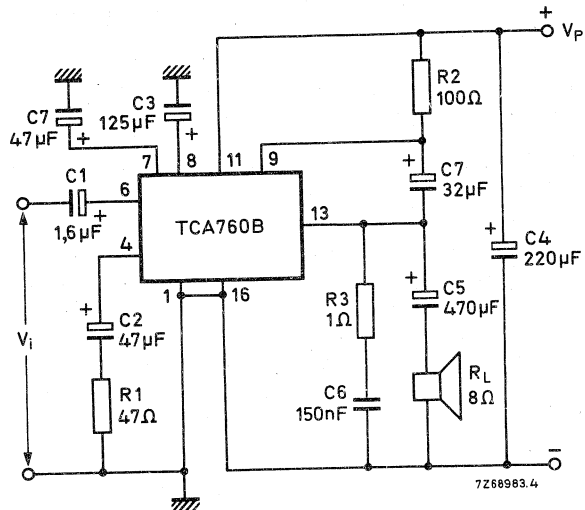 +
V_P
R2
100Ω
C7
47µF
+
C3
125µF
+
7
8
11
9
+
C7
32µF
C1
1,6µF
+
6
4
TCA760B
13
+
C4
220µF
1
16
+
C2
47µF
R3
1Ω
+
C5
470µF
V_i
R1
47Ω
C6
150nF
R_L
8Ω
−
7Z68983.4